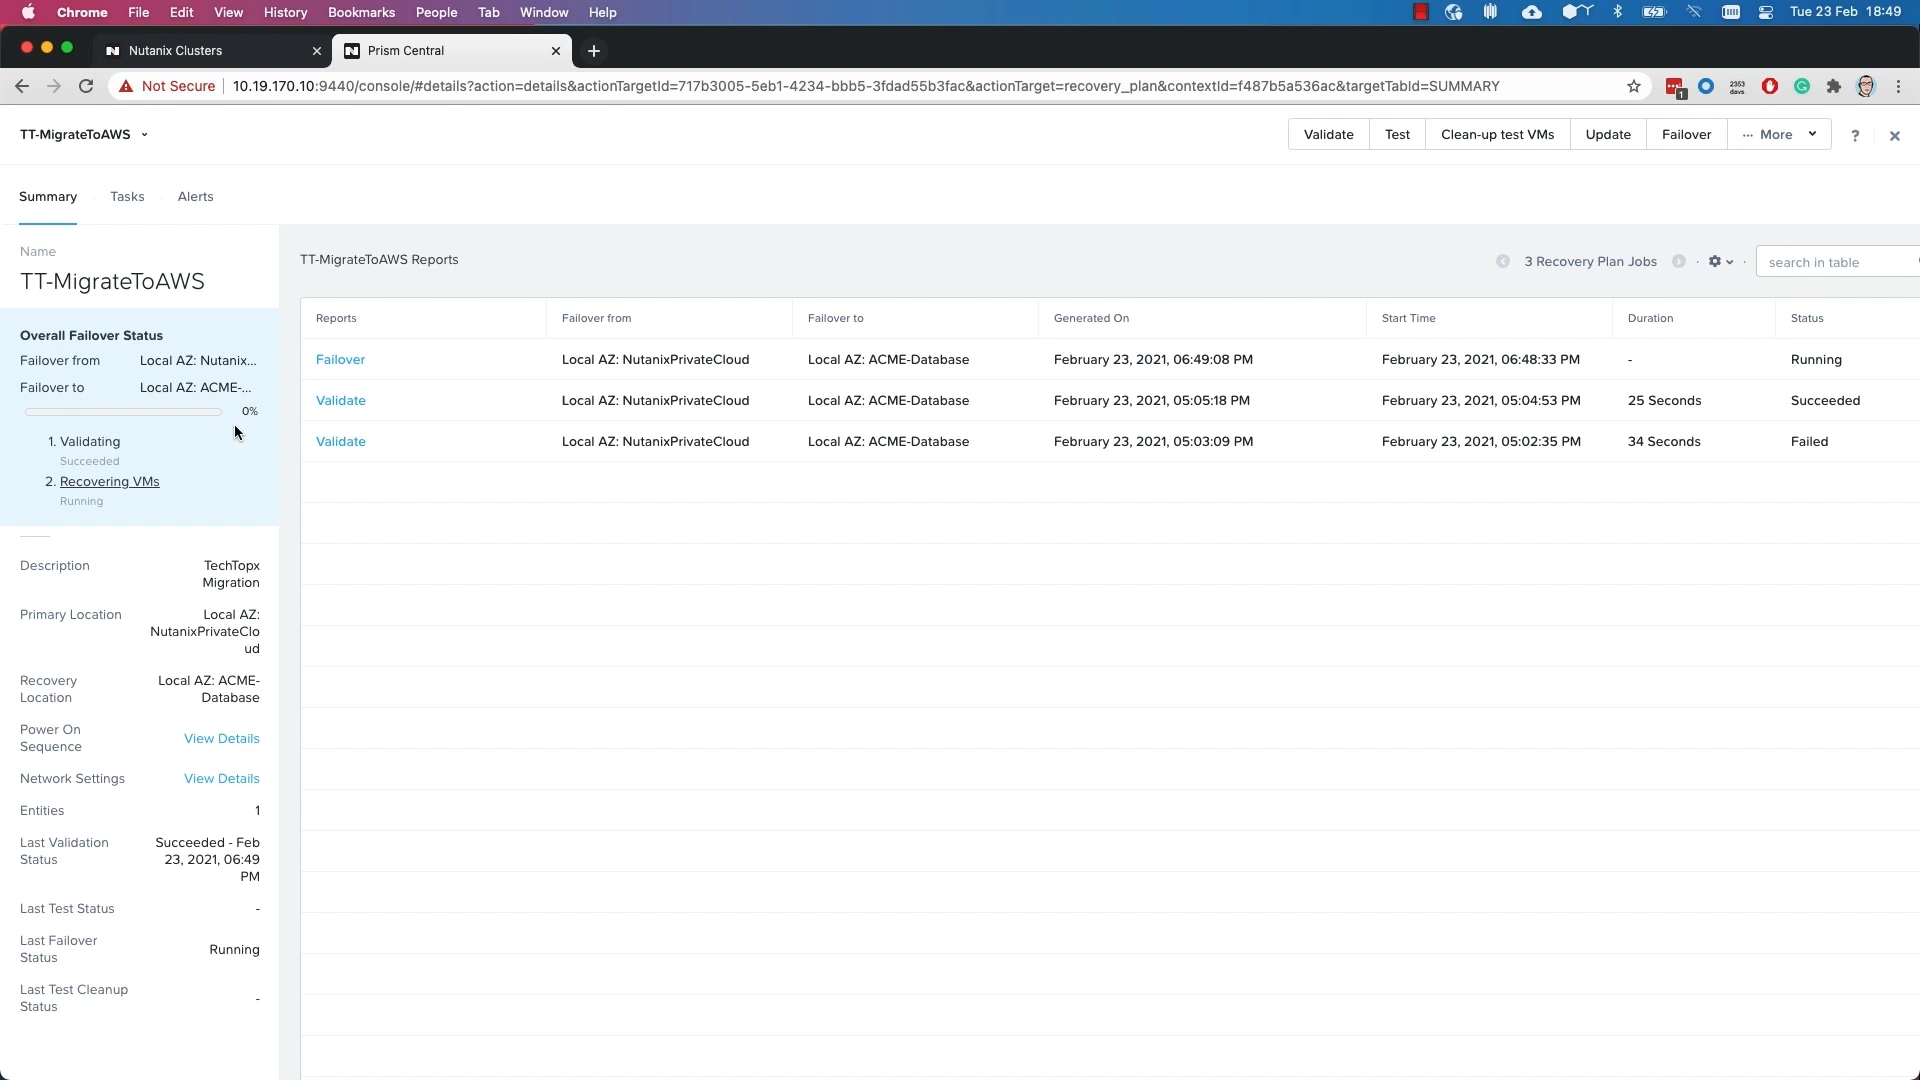 Chrome File Edit View History Bookmarks People Tab Window Help Tue 23 Feb 18:49
Nutanix Clusters
Prism Central
Not Secure 10.19.170.10:9440/console/#details?action=details&actionTargetId=717b3005-5eb1-4234-bbb5-3fdad55b3fac&actionTarget=recovery_plan&contextId=f487b5a536ac&targetTabId=SUMMARY
1
2353 days
TT-MigrateToAWS
Validate Test Clean-up test VMs Update Failover ··· More ?
Summary Tasks Alerts
Name
TT-MigrateToAWS
Overall Failover Status
Failover from Local AZ: Nutanix...
Failover to Local AZ: ACME-...
0%
1. Validating
Succeeded
2. Recovering VMs
Running
Description TechTopx
Migration
Primary Location Local AZ:
NutanixPrivateClo
ud
Recovery Location Local AZ: ACME-
Database
Power On
Sequence View Details
Network Settings View Details
Entities 1
Last Validation
Status Succeeded - Feb
23, 2021, 06:49
PM
Last Test Status -
Last Failover
Status Running
Last Test Cleanup
Status -
TT-MigrateToAWS Reports
3 Recovery Plan Jobs
search in table
Reports Failover from Failover to Generated On Start Time Duration Status
Failover Local AZ: NutanixPrivateCloud Local AZ: ACME-Database February 23, 2021, 06:49:08 PM February 23, 2021, 06:48:33 PM - Running
Validate Local AZ: NutanixPrivateCloud Local AZ: ACME-Database February 23, 2021, 05:05:18 PM February 23, 2021, 05:04:53 PM 25 Seconds Succeeded
Validate Local AZ: NutanixPrivateCloud Local AZ: ACME-Database February 23, 2021, 05:03:09 PM February 23, 2021, 05:02:35 PM 34 Seconds Failed